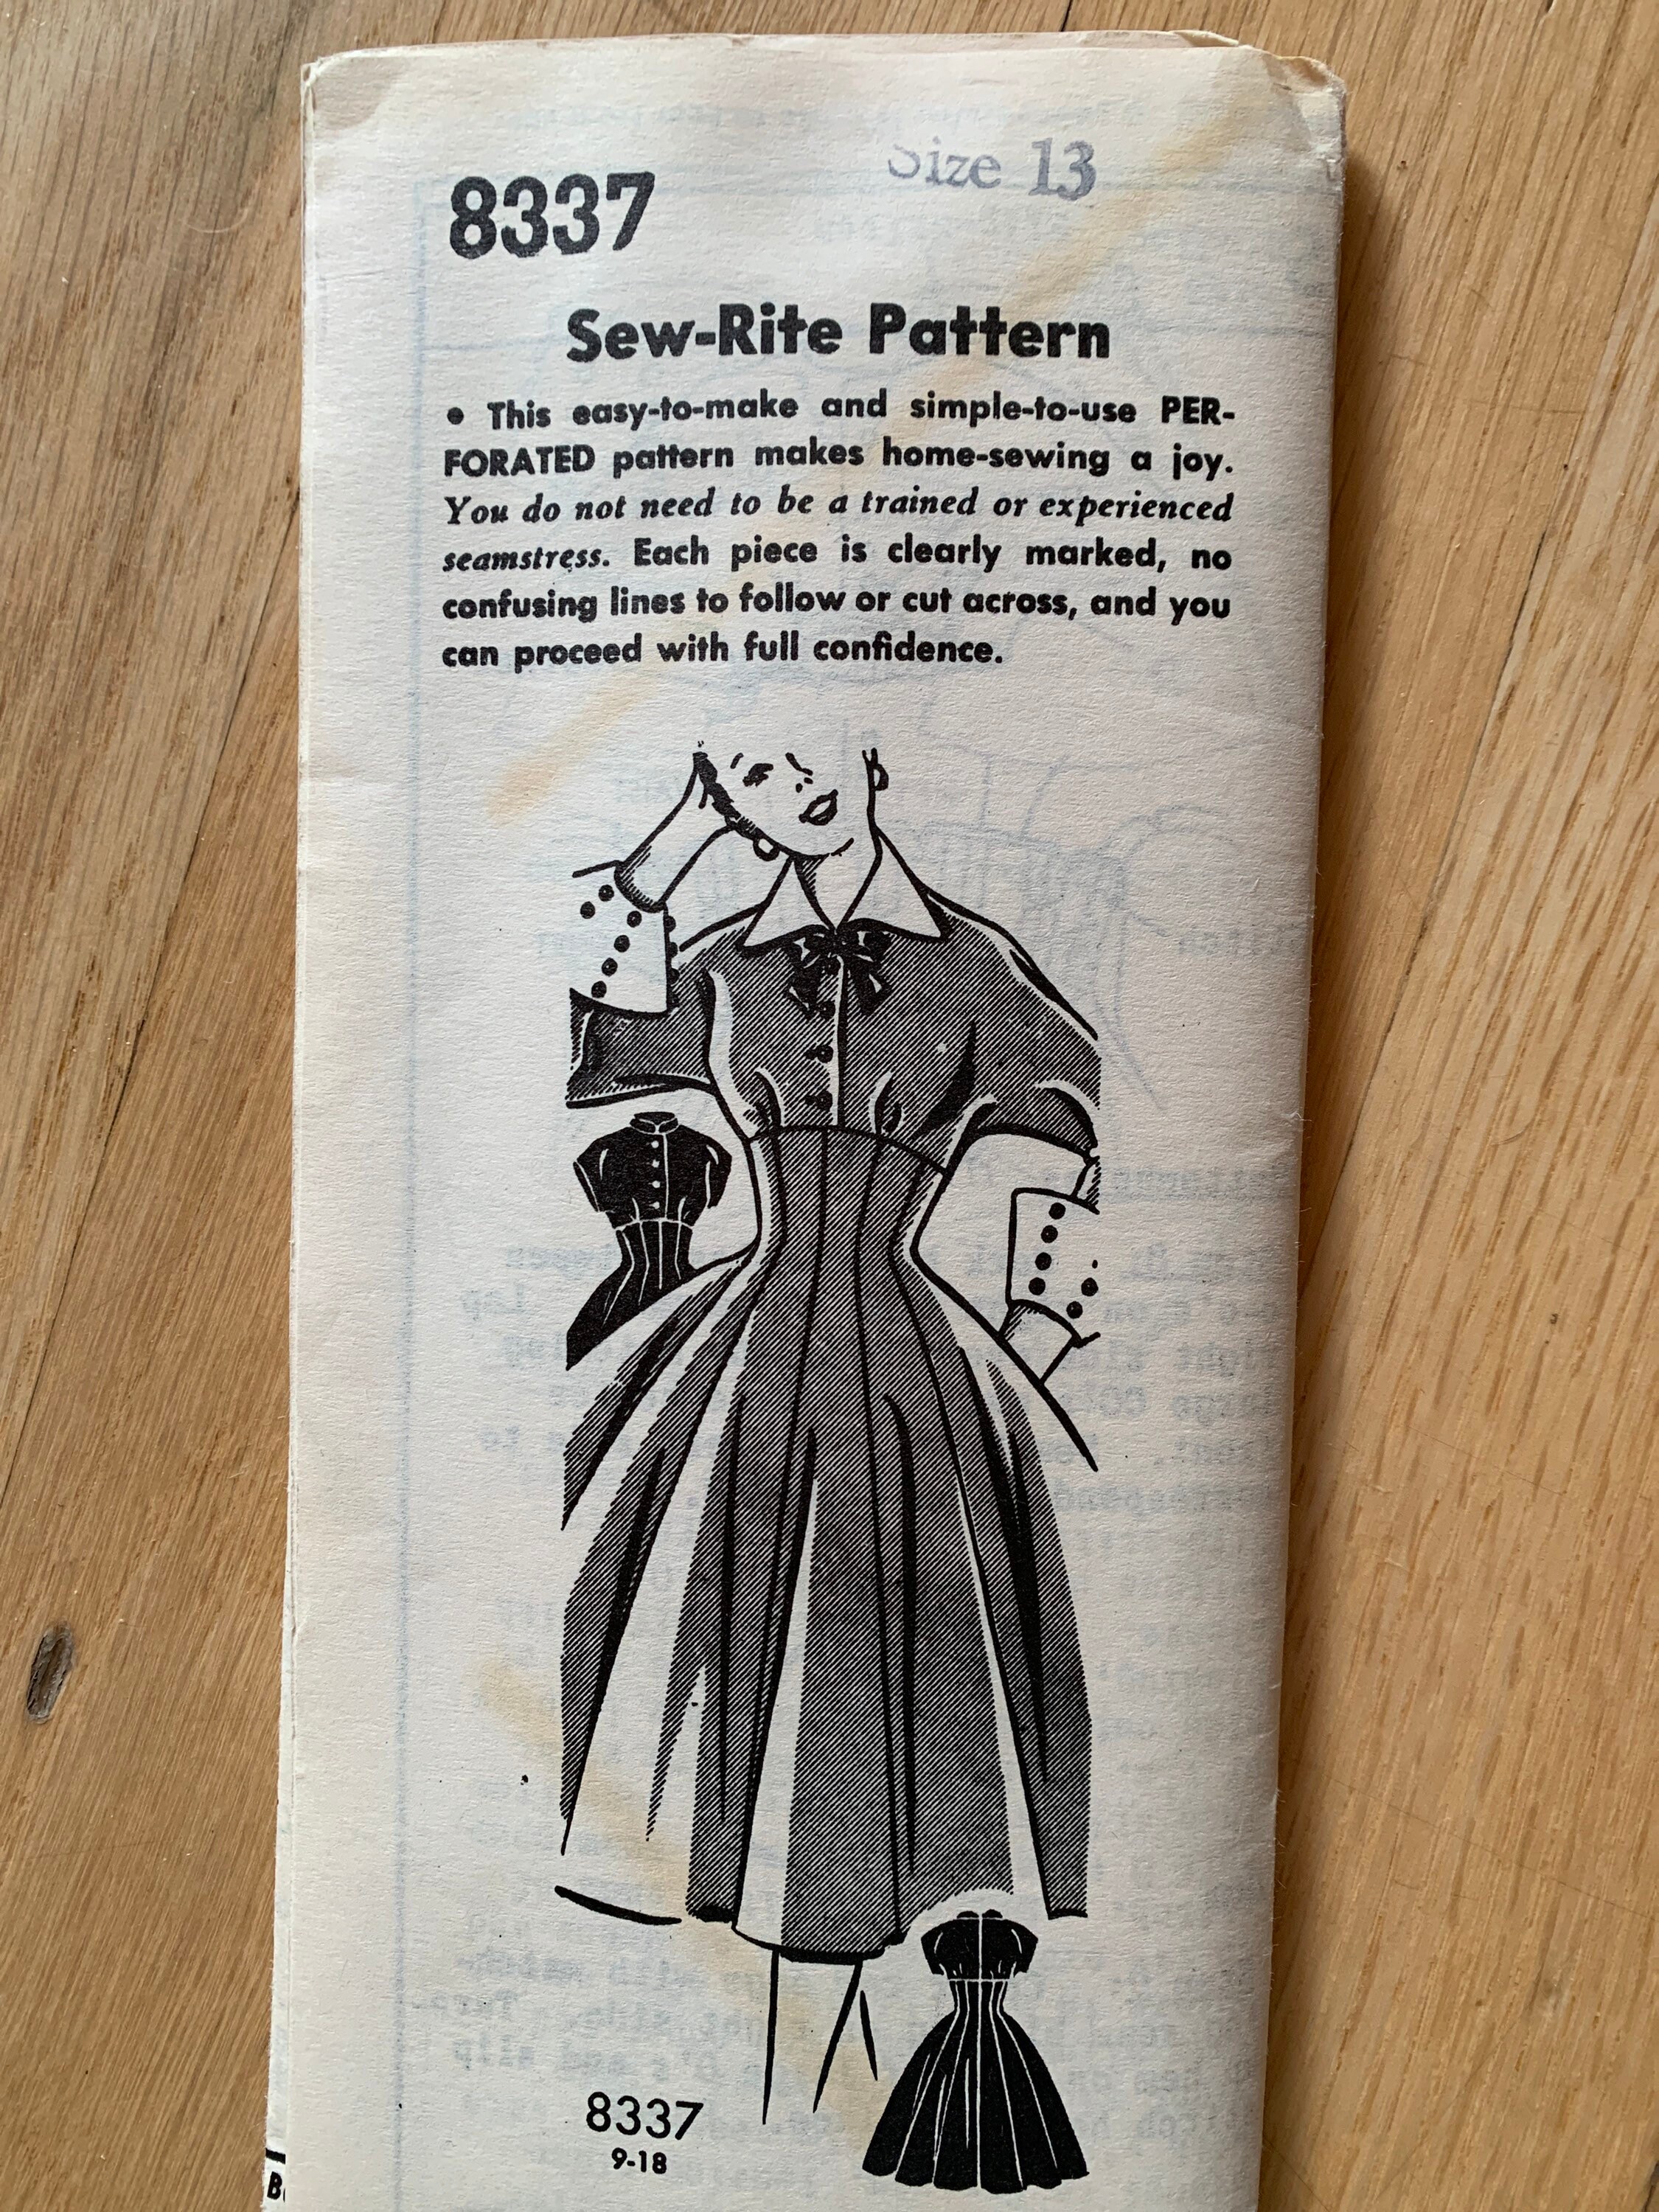 Size 13
8337
Sew-Rite Pattern
• This easy-to-make and simple-to-use PER-
FORATED pattern makes home-sewing a joy.
You do not need to be a trained or experienced
seamstress. Each piece is clearly marked, no
confusing lines to follow or cut across, and you
can proceed with full confidence.
8337
9-18